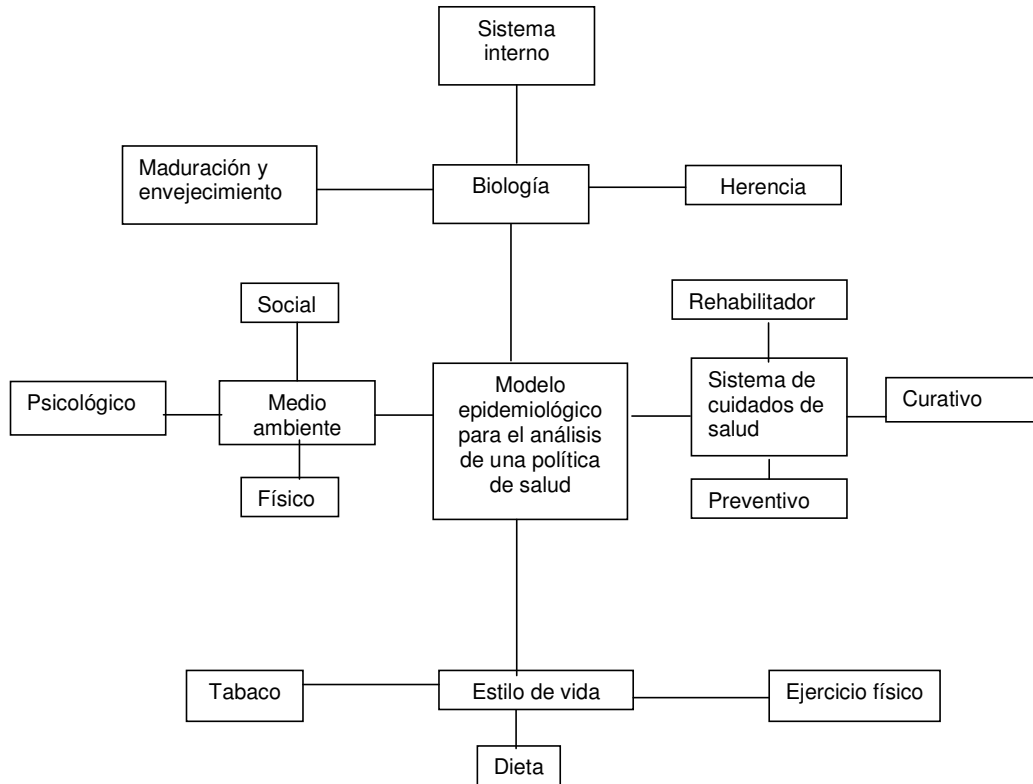 Sistema
interno
Maduración y
envejecimiento
Biología
Herencia
Social
Rehabilitador
Psicológico
Medio
ambiente
Modelo
epidemiológico
para el análisis
de una política
de salud
Sistema de
cuidados de
salud
Curativo
Físico
Preventivo
Tabaco
Estilo de vida
Ejercicio físico
Dieta